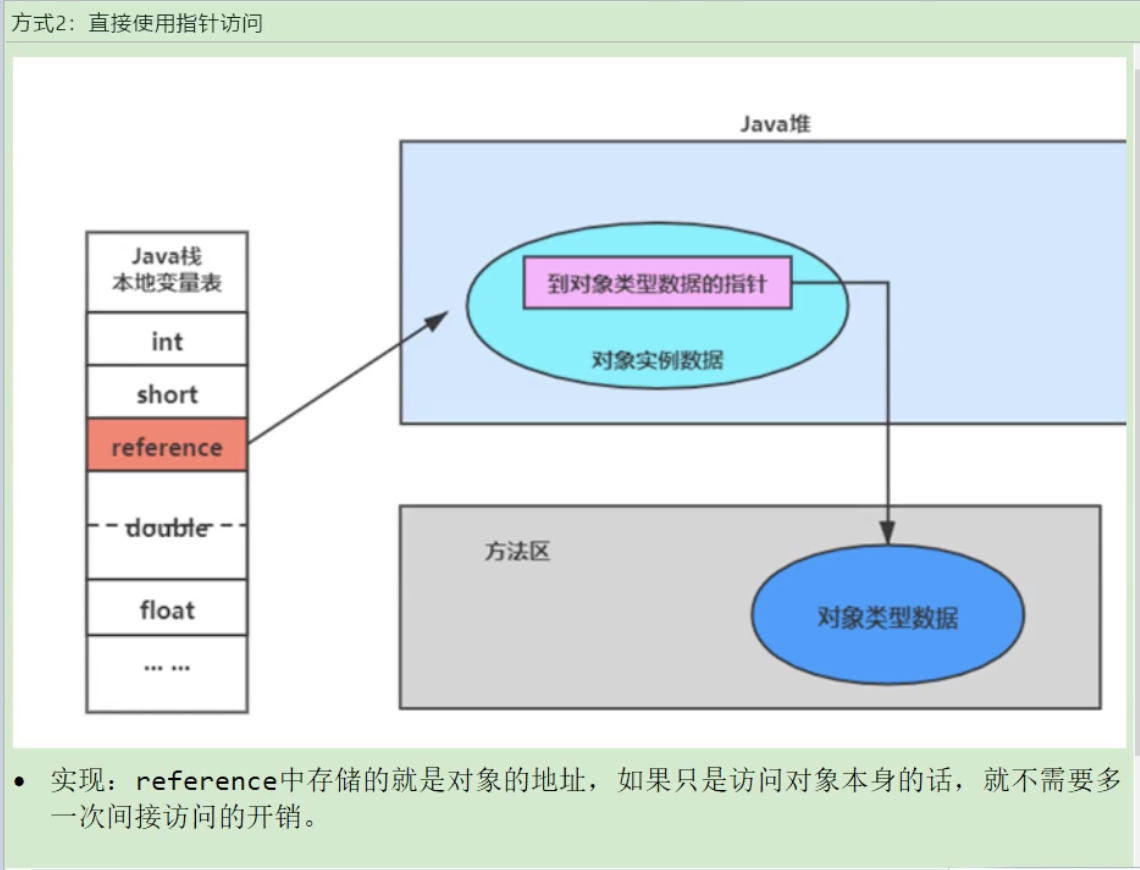 方式2：直接使用指针访问
Java堆
Java栈
本地变量表
int
short
reference
double
float
... ...
到对象类型数据的指针
对象实例数据
方法区
对象类型数据
• 实现：reference中存储的就是对象的地址，如果只是访问对象本身的话，就不需要多
一次间接访问的开销。